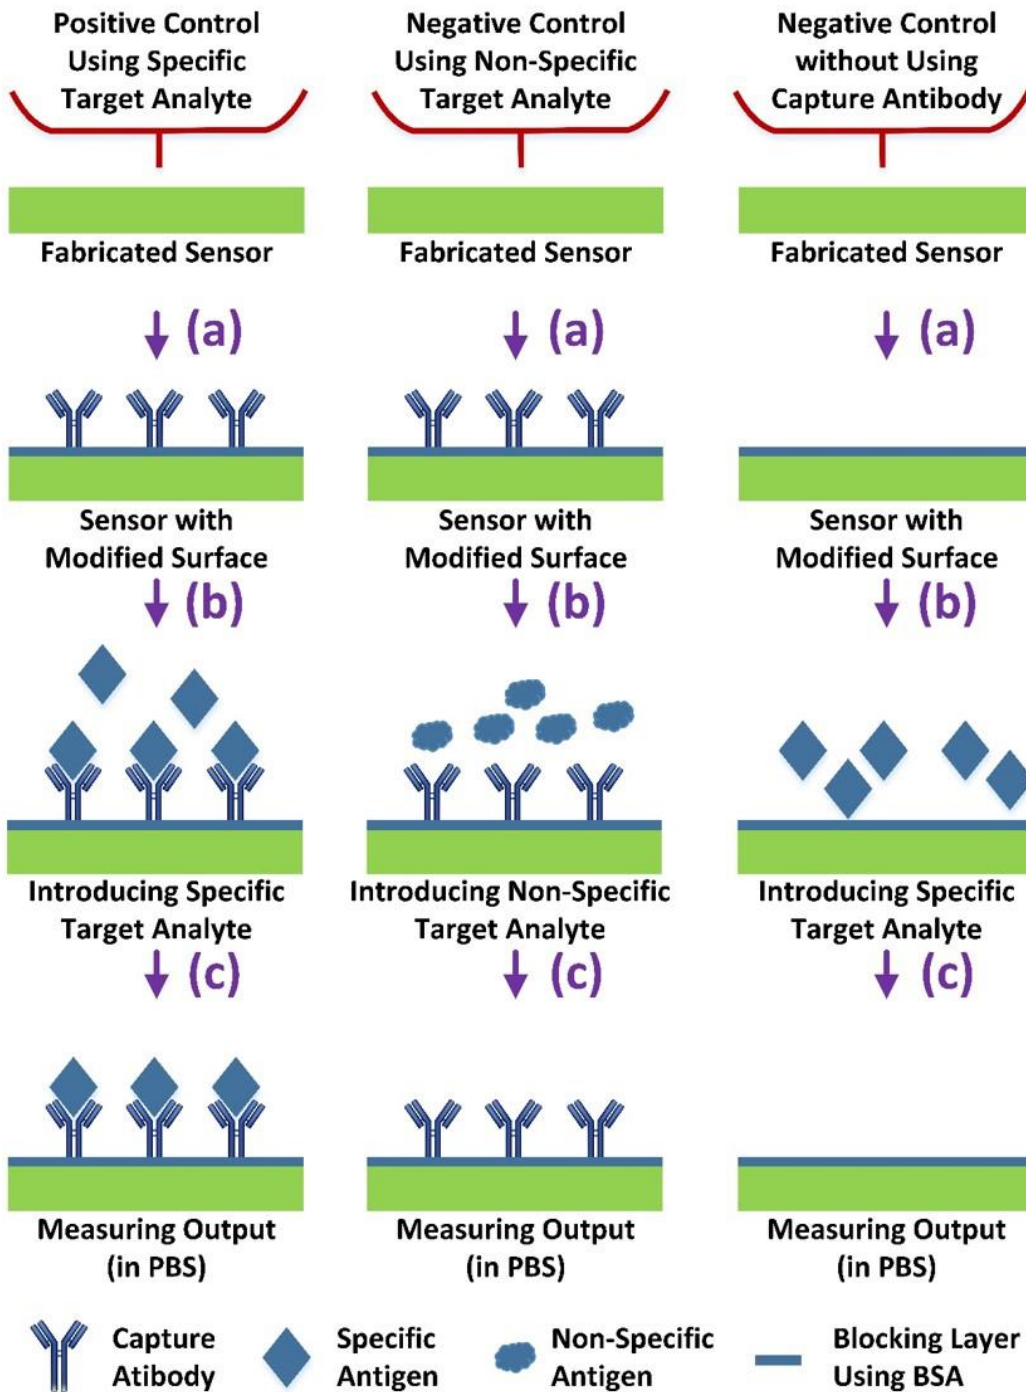 Positive Control
Using Specific
Target Analyte
Negative Control
Using Non-Specific
Target Analyte
Negative Control
without Using
Capture Antibody
Fabricated Sensor
Fabricated Sensor
Fabricated Sensor
(a)
(a)
(a)
Sensor with
Modified Surface
Sensor with
Modified Surface
Sensor with
Modified Surface
(b)
(b)
(b)
Introducing Specific
Target Analyte
Introducing Non-Specific
Target Analyte
Introducing Specific
Target Analyte
(c)
(c)
(c)
Measuring Output
(in PBS)
Measuring Output
(in PBS)
Measuring Output
(in PBS)
Capture
Atibody
Specific
Antigen
Non-Specific
Antigen
Blocking Layer
Using BSA